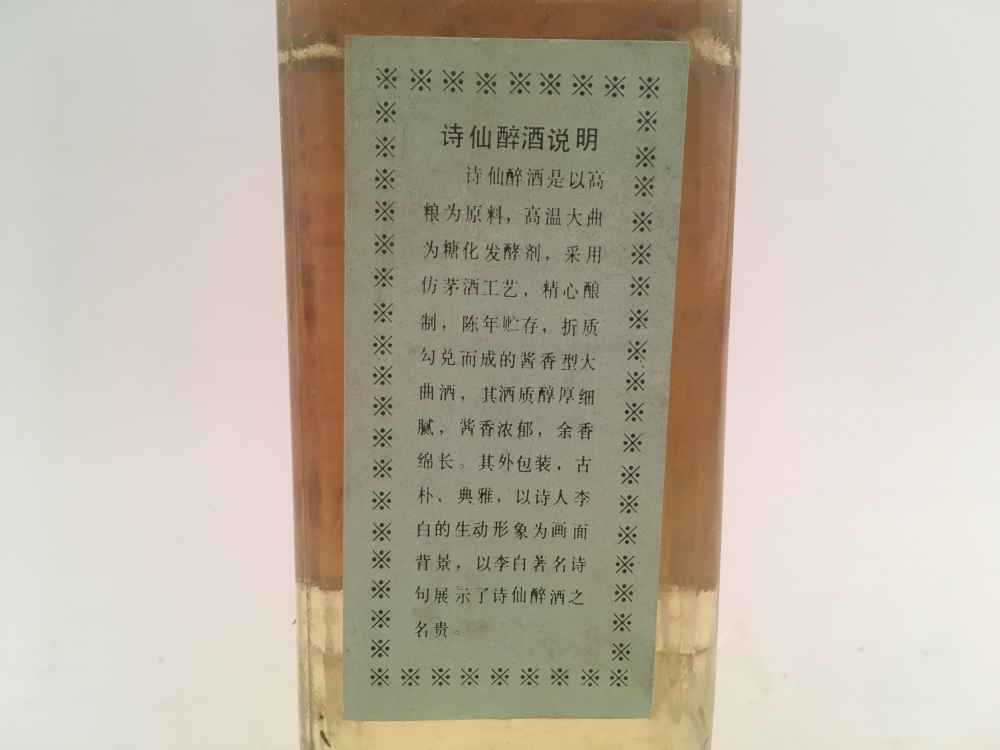 诗仙醉酒说明
诗仙醉酒是以高
粮为原料，高温大曲
为糖化发酵剂，采用
仿茅酒工艺，精心酿
制，陈年贮存，折质
勾兑而成的酱香型大
曲酒，其酒质醇厚细
腻，酱香浓郁，余香
绵长。其外包装，古
朴、典雅，以诗人李
白的生动形象为画面
背景，以李白著名诗
句展示了诗仙醉酒之
名贵。